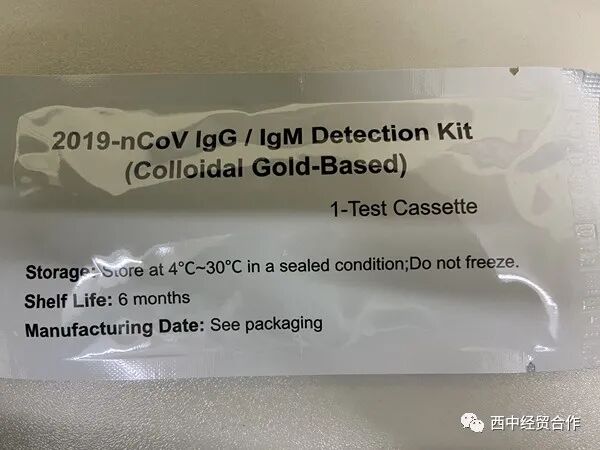 2019-nCoV IgG / IgM Detection Kit
(Colloidal Gold-Based)
1-Test Cassette
Storage: Store at 4℃~30℃ in a sealed condition;Do not freeze.
Shelf Life: 6 months
Manufacturing Date: See packaging
西中经贸合作